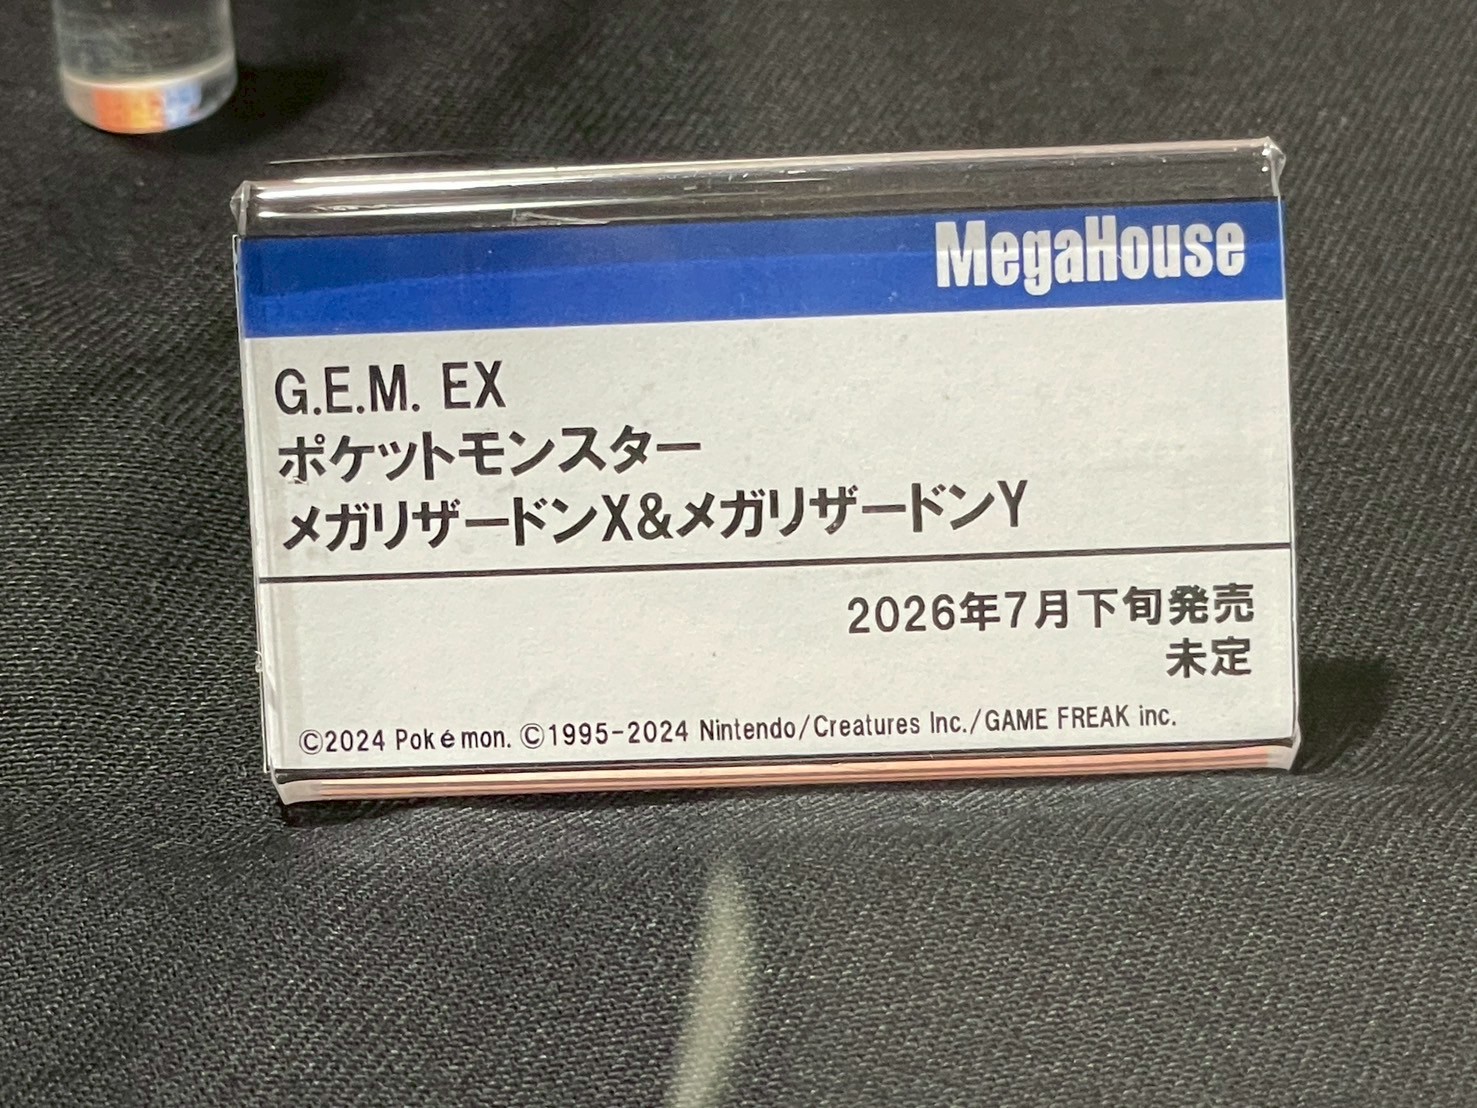 MegaHouse
G.E.M. EX
ポケットモンスター
メガリザードンX&メガリザードンY
2026年7月下旬発売
未定
©2024 Pokémon. ©1995-2024 Nintendo/Creatures Inc./GAME FREAK inc.